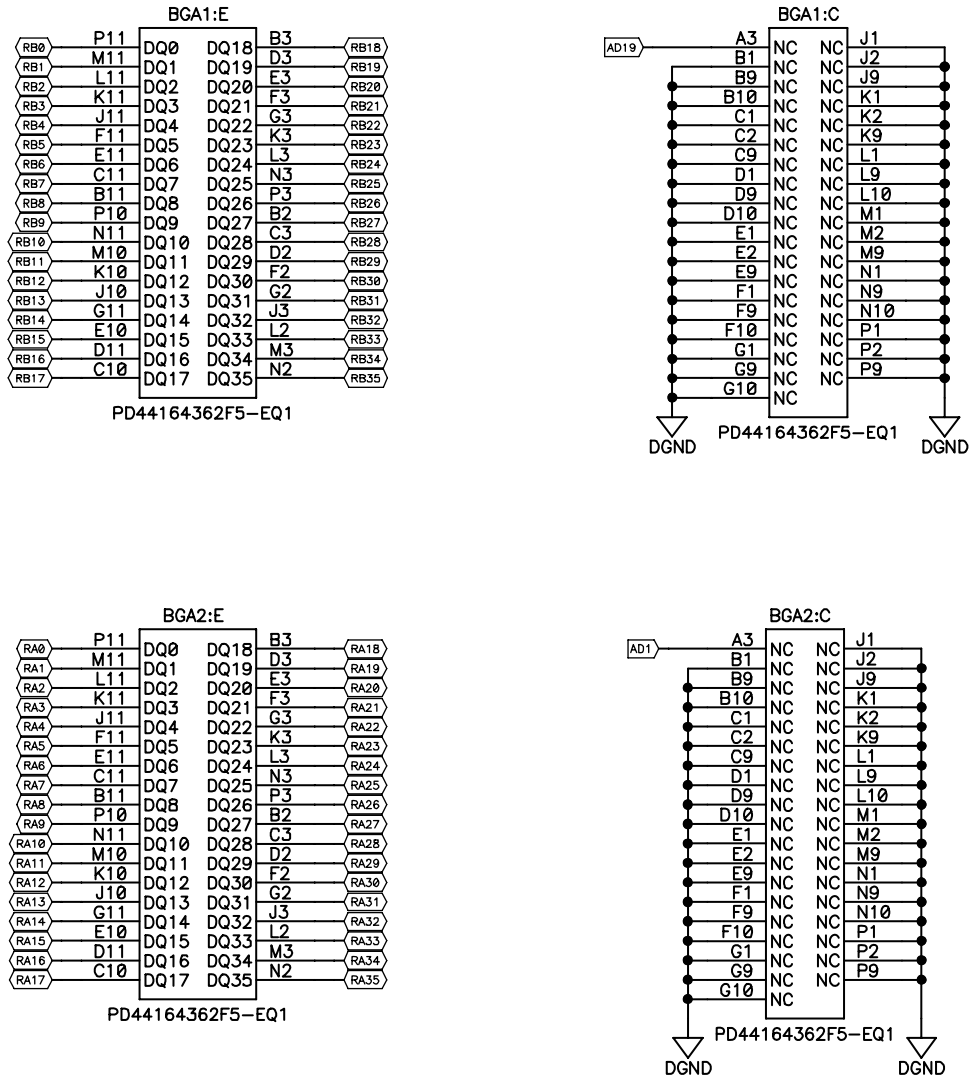 BGA1:E
RB0 P11 DQ0 DQ18 B3 RB18
RB1 M11 DQ1 DQ19 D3 RB19
RB2 L11 DQ2 DQ20 E3 RB20
RB3 K11 DQ3 DQ21 F3 RB21
RB4 J11 DQ4 DQ22 G3 RB22
RB5 F11 DQ5 DQ23 K3 RB23
RB6 E11 DQ6 DQ24 L3 RB24
RB7 C11 DQ7 DQ25 N3 RB25
RB8 B11 DQ8 DQ26 P3 RB26
RB9 P10 DQ9 DQ27 B2 RB27
RB10 N11 DQ10 DQ28 C3 RB28
RB11 M10 DQ11 DQ29 D2 RB29
RB12 K10 DQ12 DQ30 F2 RB30
RB13 J10 DQ13 DQ31 G2 RB31
RB14 G11 DQ14 DQ32 J3 RB32
RB15 E10 DQ15 DQ33 L2 RB33
RB16 D11 DQ16 DQ34 M3 RB34
RB17 C10 DQ17 DQ35 N2 RB35
PD44164362F5-EQ1
BGA1:C
AD19 A3 NC NC J1
B1 NC NC J2
B9 NC NC J9
B10 NC NC K1
C1 NC NC K2
C2 NC NC K9
C9 NC NC L1
D1 NC NC L9
D9 NC NC L10
D10 NC NC M1
E1 NC NC M2
E2 NC NC M9
E9 NC NC N1
F1 NC NC N9
F9 NC NC N10
F10 NC NC P1
G1 NC NC P2
G9 NC NC P9
G10 NC
PD44164362F5-EQ1
DGND DGND
BGA2:E
RA0 P11 DQ0 DQ18 B3 RA18
RA1 M11 DQ1 DQ19 D3 RA19
RA2 L11 DQ2 DQ20 E3 RA20
RA3 K11 DQ3 DQ21 F3 RA21
RA4 J11 DQ4 DQ22 G3 RA22
RA5 F11 DQ5 DQ23 K3 RA23
RA6 E11 DQ6 DQ24 L3 RA24
RA7 C11 DQ7 DQ25 N3 RA25
RA8 B11 DQ8 DQ26 P3 RA26
RA9 P10 DQ9 DQ27 B2 RA27
RA10 N11 DQ10 DQ28 C3 RA28
RA11 M10 DQ11 DQ29 D2 RA29
RA12 K10 DQ12 DQ30 F2 RA30
RA13 J10 DQ13 DQ31 G2 RA31
RA14 G11 DQ14 DQ32 J3 RA32
RA15 E10 DQ15 DQ33 L2 RA33
RA16 D11 DQ16 DQ34 M3 RA34
RA17 C10 DQ17 DQ35 N2 RA35
PD44164362F5-EQ1
BGA2:C
AD1 A3 NC NC J1
B1 NC NC J2
B9 NC NC J9
B10 NC NC K1
C1 NC NC K2
C2 NC NC K9
C9 NC NC L1
D1 NC NC L9
D9 NC NC L10
D10 NC NC M1
E1 NC NC M2
E2 NC NC M9
E9 NC NC N1
F1 NC NC N9
F9 NC NC N10
F10 NC NC P1
G1 NC NC P2
G9 NC NC P9
G10 NC
PD44164362F5-EQ1
DGND DGND